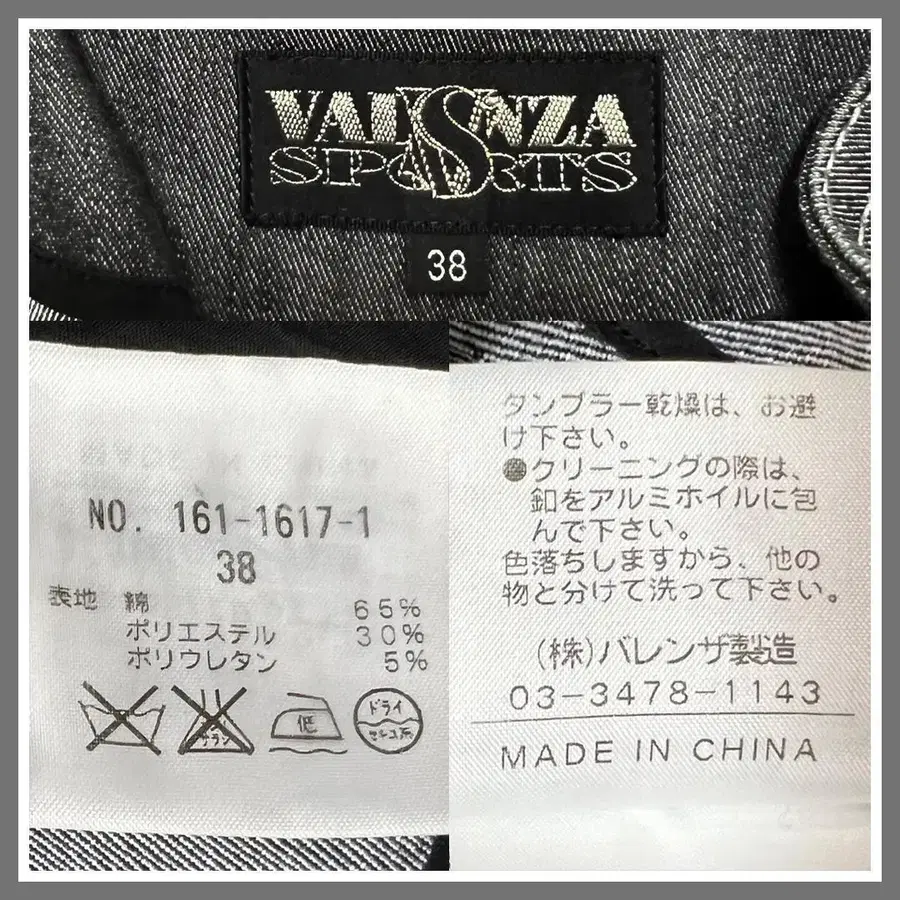 VALENZA
SPORTS
38
NO. 161-1617-1
38
表地 綿 65%
ポリエステル 30%
ポリウレタン 5%
低
ドライ
セキユ系
タンブラー乾燥は、お避
け下さい。
クリーニングの際は、
釦をアルミホイルに包
んで下さい。
色落ちしますから、他の
物と分けて洗って下さい。
(株)バレンザ製造
03-3478-1143
MADE IN CHINA